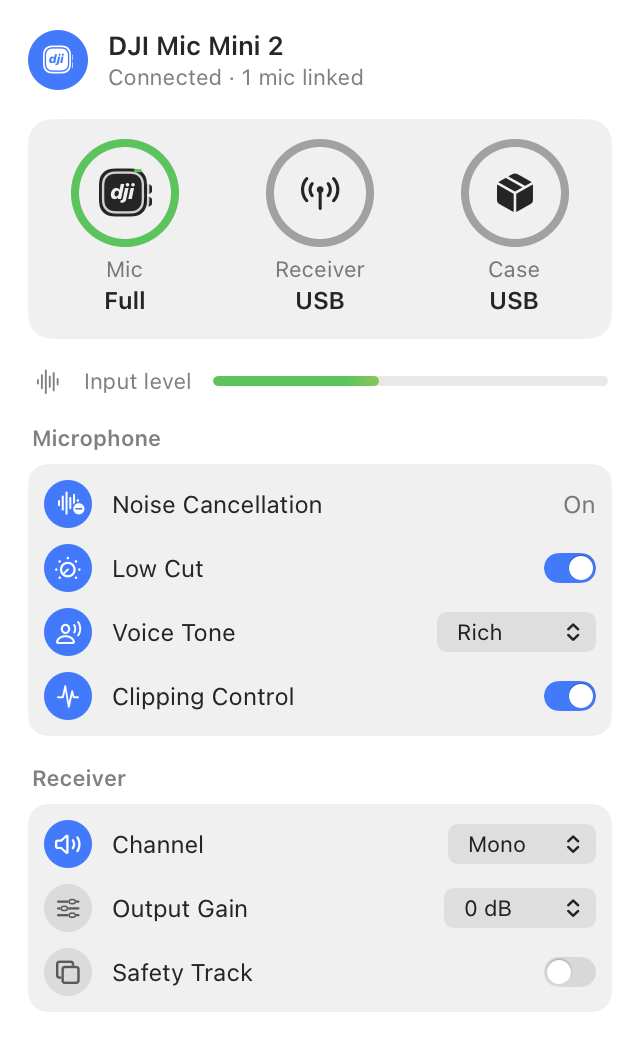 dji
DJI Mic Mini 2
Connected · 1 mic linked
dji
Mic
Full
Receiver
USB
Case
USB
Input level
Microphone
Noise Cancellation
On
Low Cut
Voice Tone
Rich
Clipping Control
Receiver
Channel
Mono
Output Gain
0 dB
Safety Track